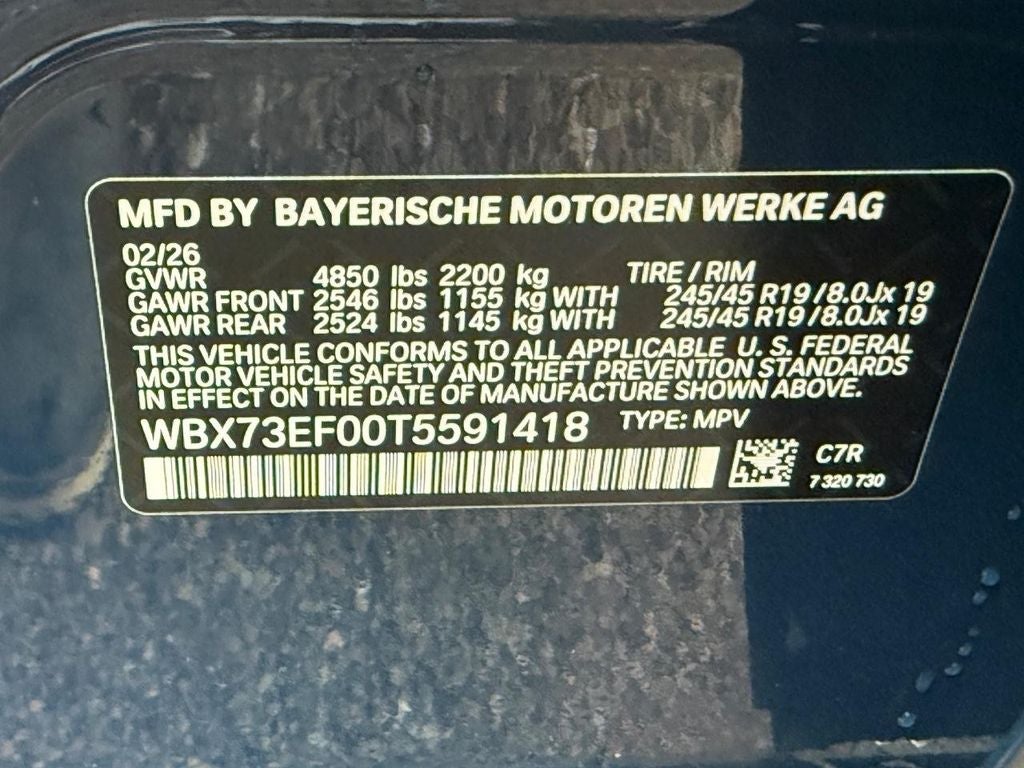 MFD BY BAYERISCHE MOTOREN WERKE AG
02/26
GVWR 4850 lbs 2200 kg TIRE / RIM
GAWR FRONT 2546 lbs 1155 kg WITH 245/45 R19 / 8.0Jx 19
GAWR REAR 2524 lbs 1145 kg WITH 245/45 R19 / 8.0Jx 19
THIS VEHICLE CONFORMS TO ALL APPLICABLE U. S. FEDERAL
MOTOR VEHICLE SAFETY AND THEFT PREVENTION STANDARDS
IN EFFECT ON THE DATE OF MANUFACTURE SHOWN ABOVE.
WBX73EF00T5591418 TYPE: MPV
C7R
7 320 730